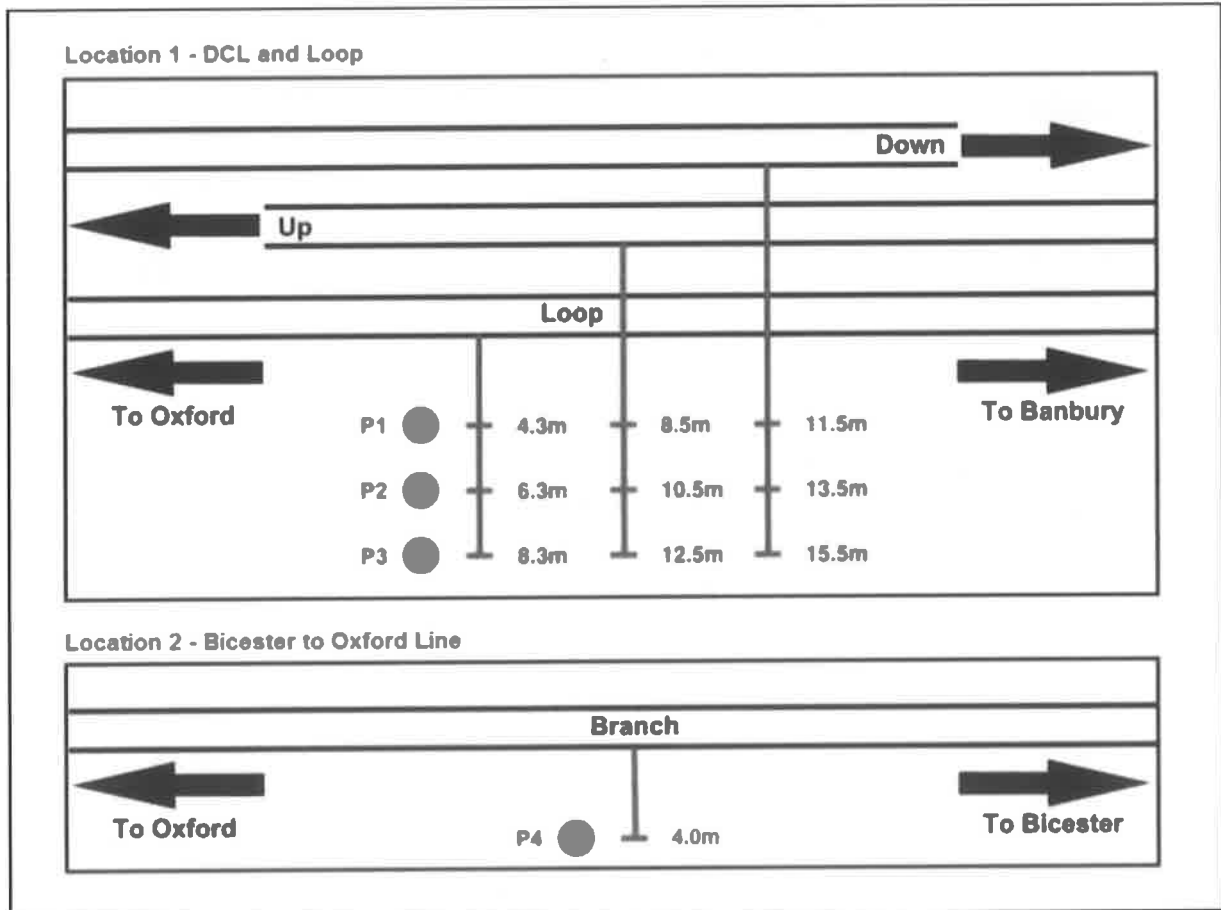 Location 1 - DCL and Loop
Down
Up
Loop
To Oxford
To Banbury
P1 4.3m 8.5m 11.5m
P2 6.3m 10.5m 13.5m
P3 8.3m 12.5m 15.5m
Location 2 - Bicester to Oxford Line
Branch
To Oxford
To Bicester
P4 4.0m